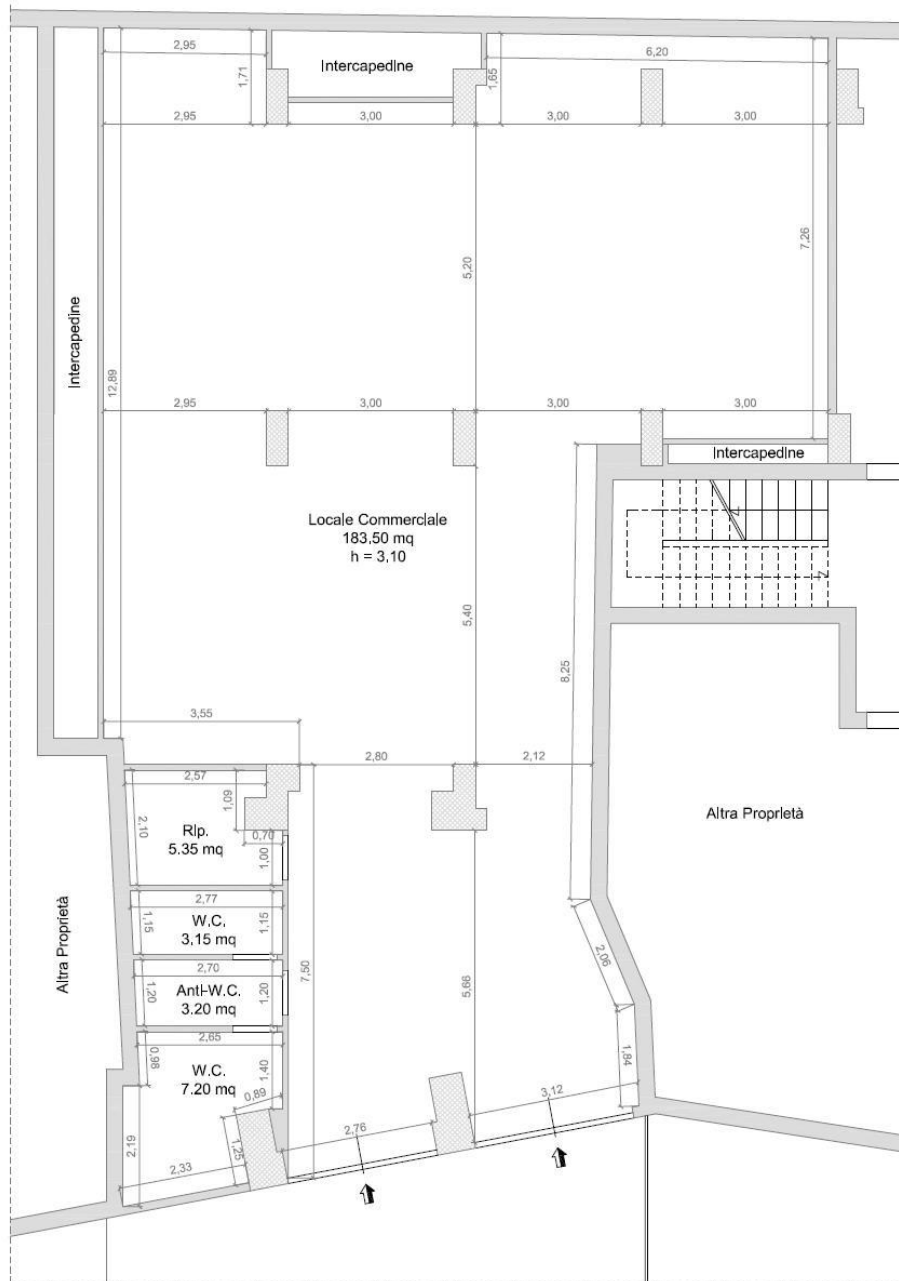 2,95
6,20
Intercapedine
1,71
1,65
2,95
3,00
3,00
3,00
7,26
5,20
Intercapedine
12,89
2,95
3,00
3,00
3,00
Intercapedine
Locale Commerciale
183,50 mq
h = 3,10
5,40
8,25
3,55
2,80
2,12
2,57
1,09
2,10
Rip.
5.35 mq
0,70
1,00
Altra Proprietà
2,77
1,15
W.C.
3,15 mq
1,15
Altra Proprietà
2,70
1,20
Anti-W.C.
3.20 mq
1,20
7,50
5,66
2,06
2,65
0,98
W.C.
7.20 mq
1,40
0,89
1,84
3,12
2,76
2,19
1,25
2,33